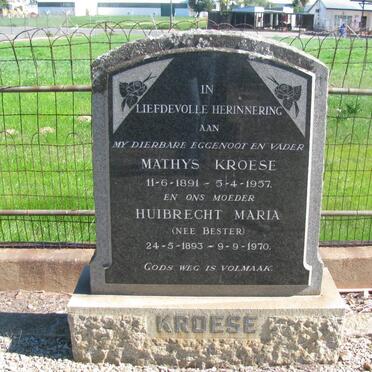 IN
LIEFDEVOLLE HERINNERING
AAN
MY DIERBARE EGGENOOT EN VADER
MATHYS KROESE
11-6-1891 - 5-4-1957.
EN ONS MOEDER
HUIBRECHT MARIA
(NEE BESTER)
24-5-1893 - 9-9-1970.
GODS WEG IS VOLMAAK.
KROESE